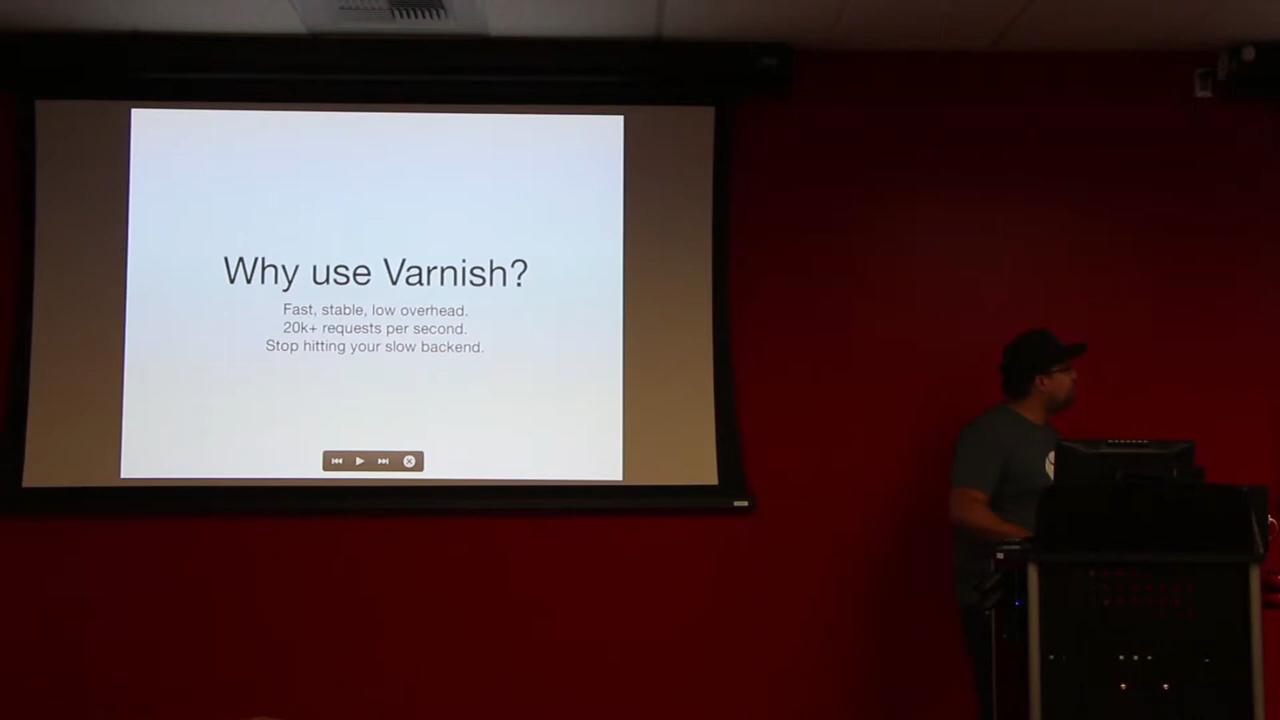 Why use Varnish?
Fast, stable, low overhead.
20k+ requests per second.
Stop hitting your slow backend.